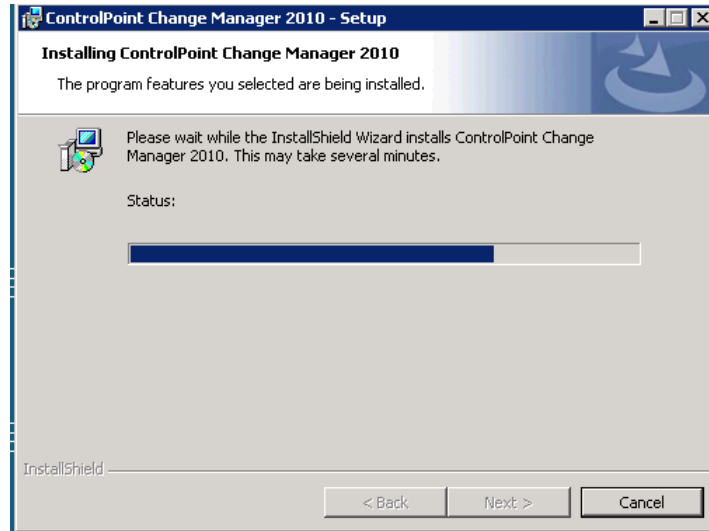 ControlPoint Change Manager 2010 - Setup
Installing ControlPoint Change Manager 2010
The program features you selected are being installed.
Please wait while the InstallShield Wizard installs ControlPoint Change
Manager 2010. This may take several minutes.
Status:
InstallShield
< Back
Next >
Cancel